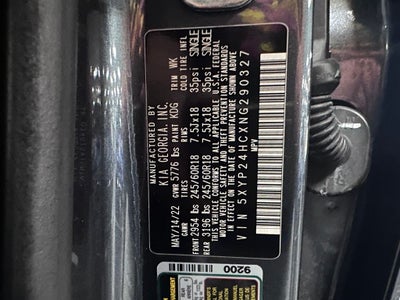 MANUFACTURED BY
KIA GEORGIA, INC.
MAY/14/22 GVWR 5776 lbs PAINT KDG TRIM WK
GAWR TIRES RIMS COLD TIRE INFL.
FRONT 2954 lbs 245/60R18 7.5JX18 35psi SINGLE
REAR 3196 lbs 245/60R18 7.5JX18 35psi SINGLE
THIS VEHICLE CONFORMS TO ALL APPLICABLE U.S.A. FEDERAL
MOTOR VEHICLE SAFETY AND THEFT PREVENTION STANDARDS
IN EFFECT ON THE DATE OF MANUFACTURE SHOWN ABOVE
VIN 5XYP24HCXNG290327
MPV
9200